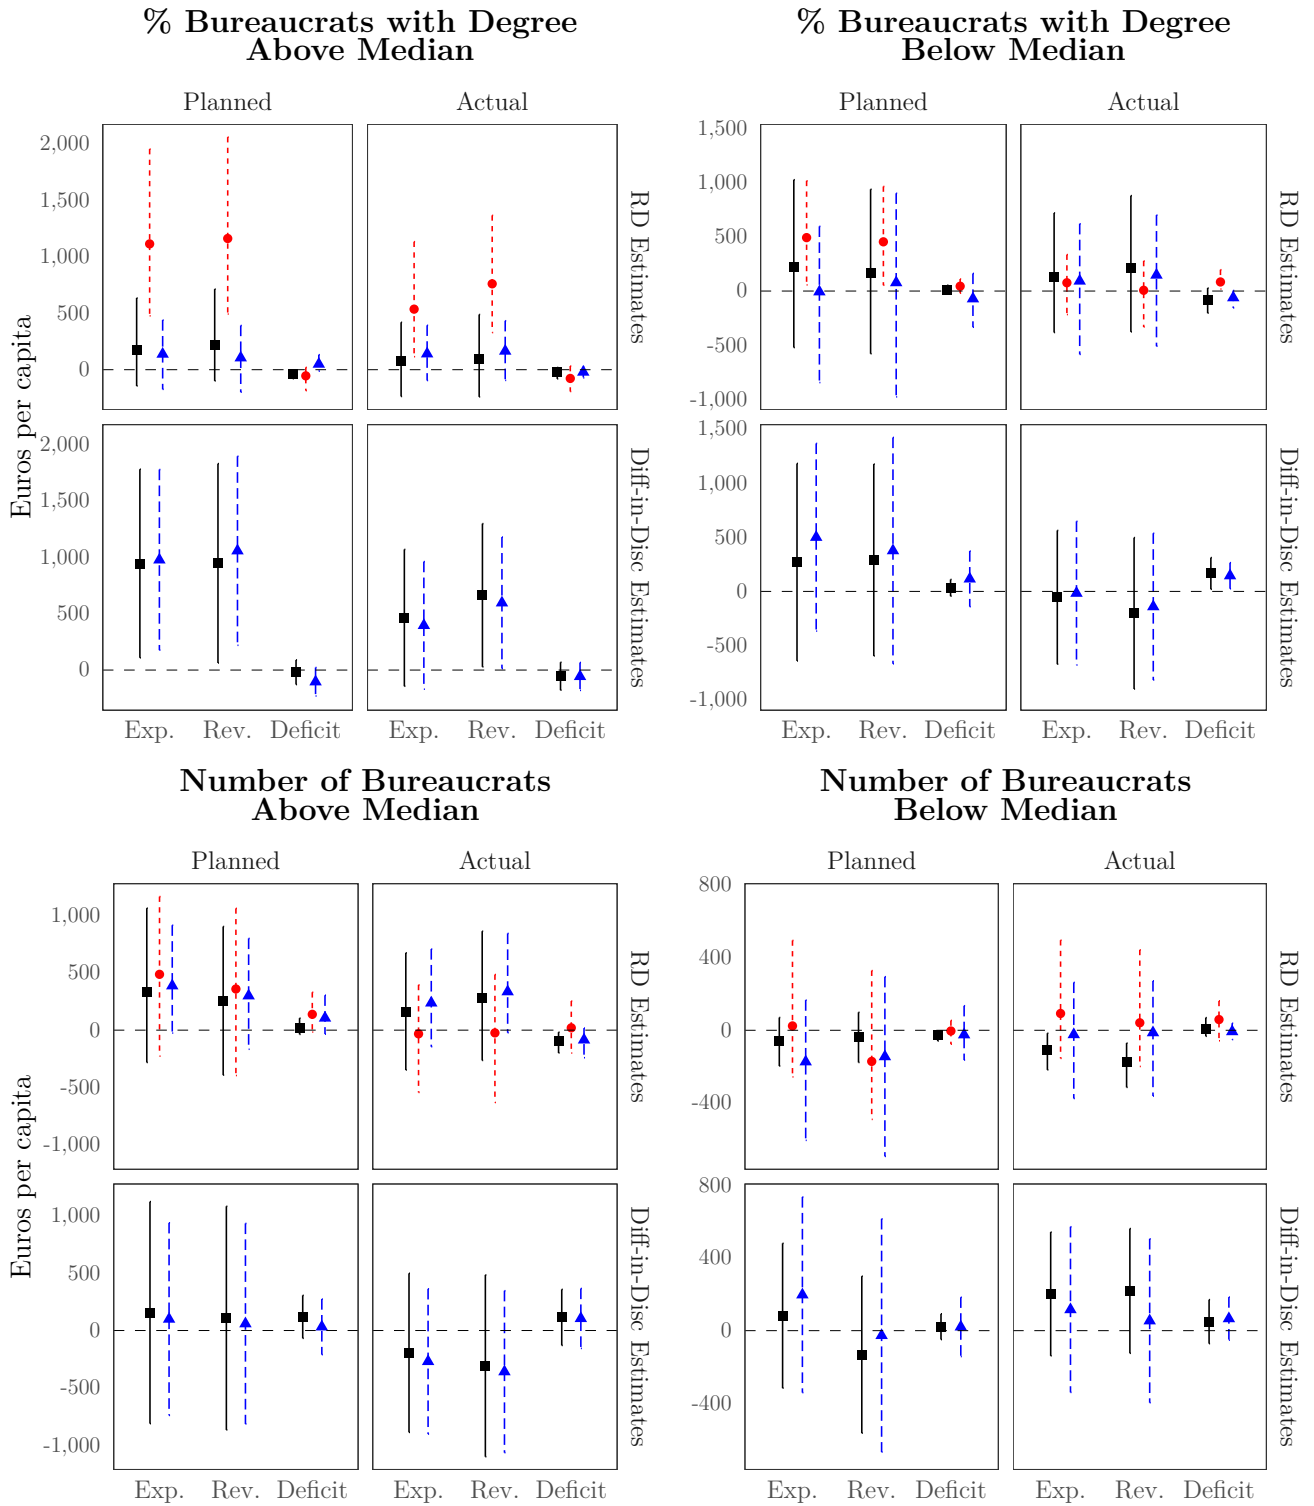 % Bureaucrats with Degree
Above Median
% Bureaucrats with Degree
Below Median
Planned
Actual
Planned
Actual
2,000
1,500
1,000
500
0
RD Estimates
1,500
1,000
500
0
-500
-1,000
RD Estimates
Euros per capita
2,000
1,500
1,000
500
0
Diff-in-Disc Estimates
1,500
1,000
500
0
-500
-1,000
Diff-in-Disc Estimates
Exp. Rev. Deficit
Exp. Rev. Deficit
Exp. Rev. Deficit
Exp. Rev. Deficit
Number of Bureaucrats
Above Median
Number of Bureaucrats
Below Median
Planned
Actual
Planned
Actual
1,000
500
0
-500
-1,000
RD Estimates
800
400
0
-400
RD Estimates
Euros per capita
1,000
500
0
-500
-1,000
Diff-in-Disc Estimates
800
400
0
-400
Diff-in-Disc Estimates
Exp. Rev. Deficit
Exp. Rev. Deficit
Exp. Rev. Deficit
Exp. Rev. Deficit